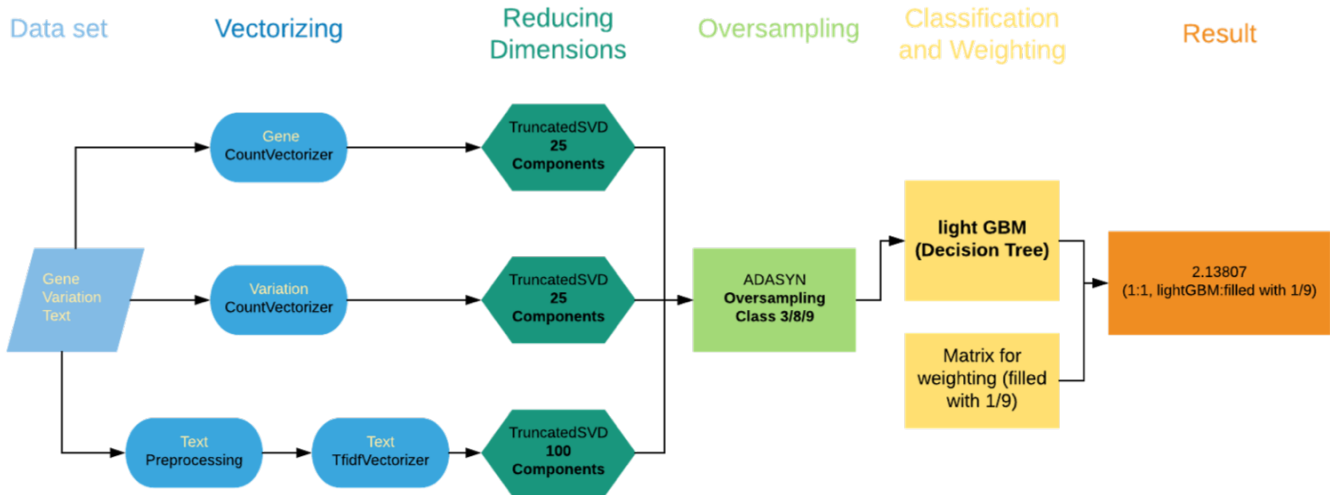 Data set
Vectorizing
Reducing
Dimensions
Oversampling
Classification
and Weighting
Result
Gene
CountVectorizer
TruncatedSVD
25
Components
Gene
Variation
Text
Variation
CountVectorizer
TruncatedSVD
25
Components
Text
Preprocessing
Text
TfidfVectorizer
TruncatedSVD
100
Components
ADASYN
Oversampling
Class 3/8/9
light GBM
(Decision Tree)
Matrix for
weighting (filled
with 1/9)
2.13807
(1:1, lightGBM:filled with 1/9)